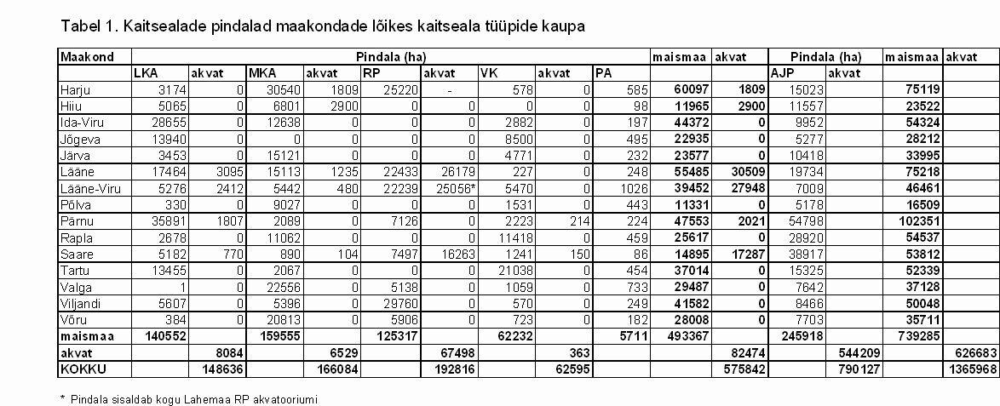 Tabel 1. Kaitsealade pindalad maakondade lõikes kaitseala tüüpide kaupa
Maakond Pindala (ha) maismaa akvat Pindala (ha) maismaa akvat
LKA akvat MKA akvat RP akvat VK akvat PA AJP akvat
Harju 3174 0 30540 1809 25220 - 578 0 585 60097 1809 15023 75119
Hiiu 5065 0 6801 2900 0 0 0 0 98 11965 2900 11557 23522
Ida-Viru 28655 0 12638 0 0 0 2882 0 197 44372 0 9952 54324
Jõgeva 13940 0 0 0 0 0 8500 0 495 22935 0 5277 28212
Järva 3453 0 15121 0 0 0 4771 0 232 23577 0 10418 33995
Lääne 17464 3095 15113 1235 22433 26179 227 0 248 55485 30509 19734 75218
Lääne-Viru 5276 2412 5442 480 22239 25056* 5470 0 1026 39452 27948 7009 46461
Põlva 330 0 9027 0 0 0 1531 0 443 11331 0 5178 16509
Pärnu 35891 1807 2089 0 7126 0 2223 214 224 47553 2021 54798 102351
Rapla 2678 0 11062 0 0 0 11418 0 459 25617 0 28920 54537
Saare 5182 770 890 104 7497 16263 1241 150 86 14895 17287 38917 53812
Tartu 13455 0 2067 0 0 0 21038 0 454 37014 0 15325 52339
Valga 1 0 22556 0 5138 0 1059 0 733 29487 0 7642 37128
Viljandi 5607 0 5396 0 29760 0 570 0 249 41582 0 8466 50048
Võru 384 0 20813 0 5906 0 723 0 182 28008 0 7703 35711
maismaa 140552 159555 125317 62232 5711 493367 245918 739285
akvat 8084 6529 67498 363 82474 544209 626683
KOKKU 148636 166084 192816 62595 575842 790127 1365968
* Pindala sisaldab kogu Lahemaa RP akvatooriumi